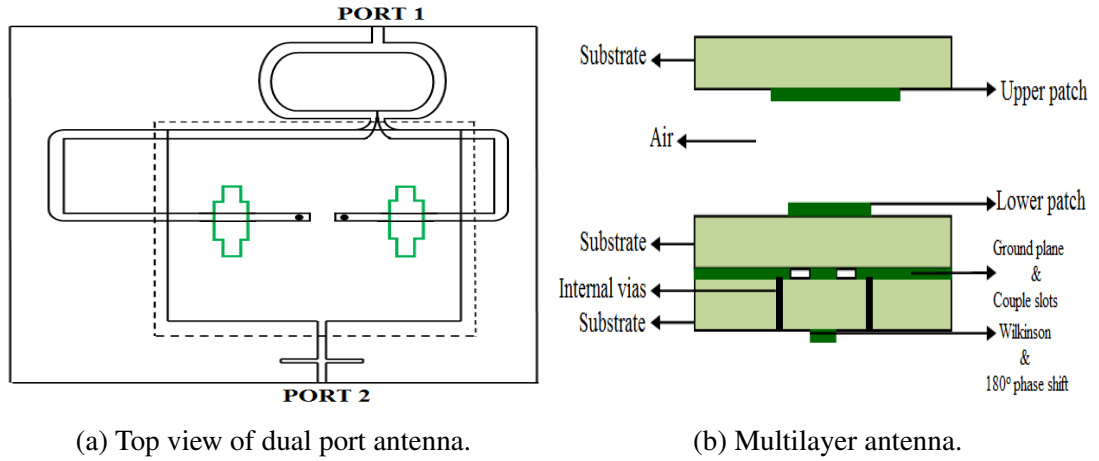 PORT 1
PORT 2
(a) Top view of dual port antenna.
Substrate
Upper patch
Air
Lower patch
Substrate
Ground plane
&
Couple slots
Internal vias
Substrate
Wilkinson
&
180° phase shift
(b) Multilayer antenna.